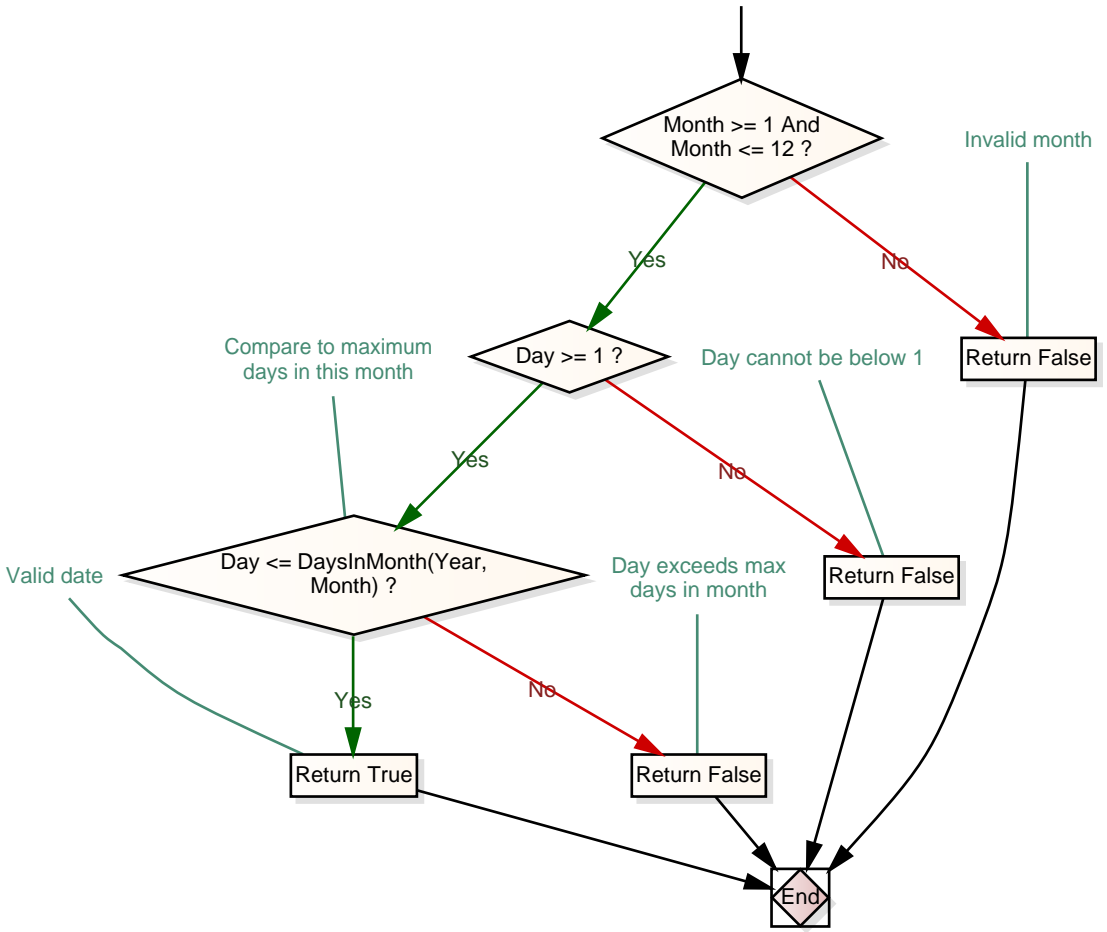 Month >= 1 And
Month <= 12 ?
Invalid month
Yes
No
Compare to maximum
days in this month
Day >= 1 ?
Day cannot be below 1
Return False
Yes
No
Valid date
Day <= DaysInMonth(Year,
Month) ?
Day exceeds max
days in month
Return False
Yes
No
Return True
Return False
End